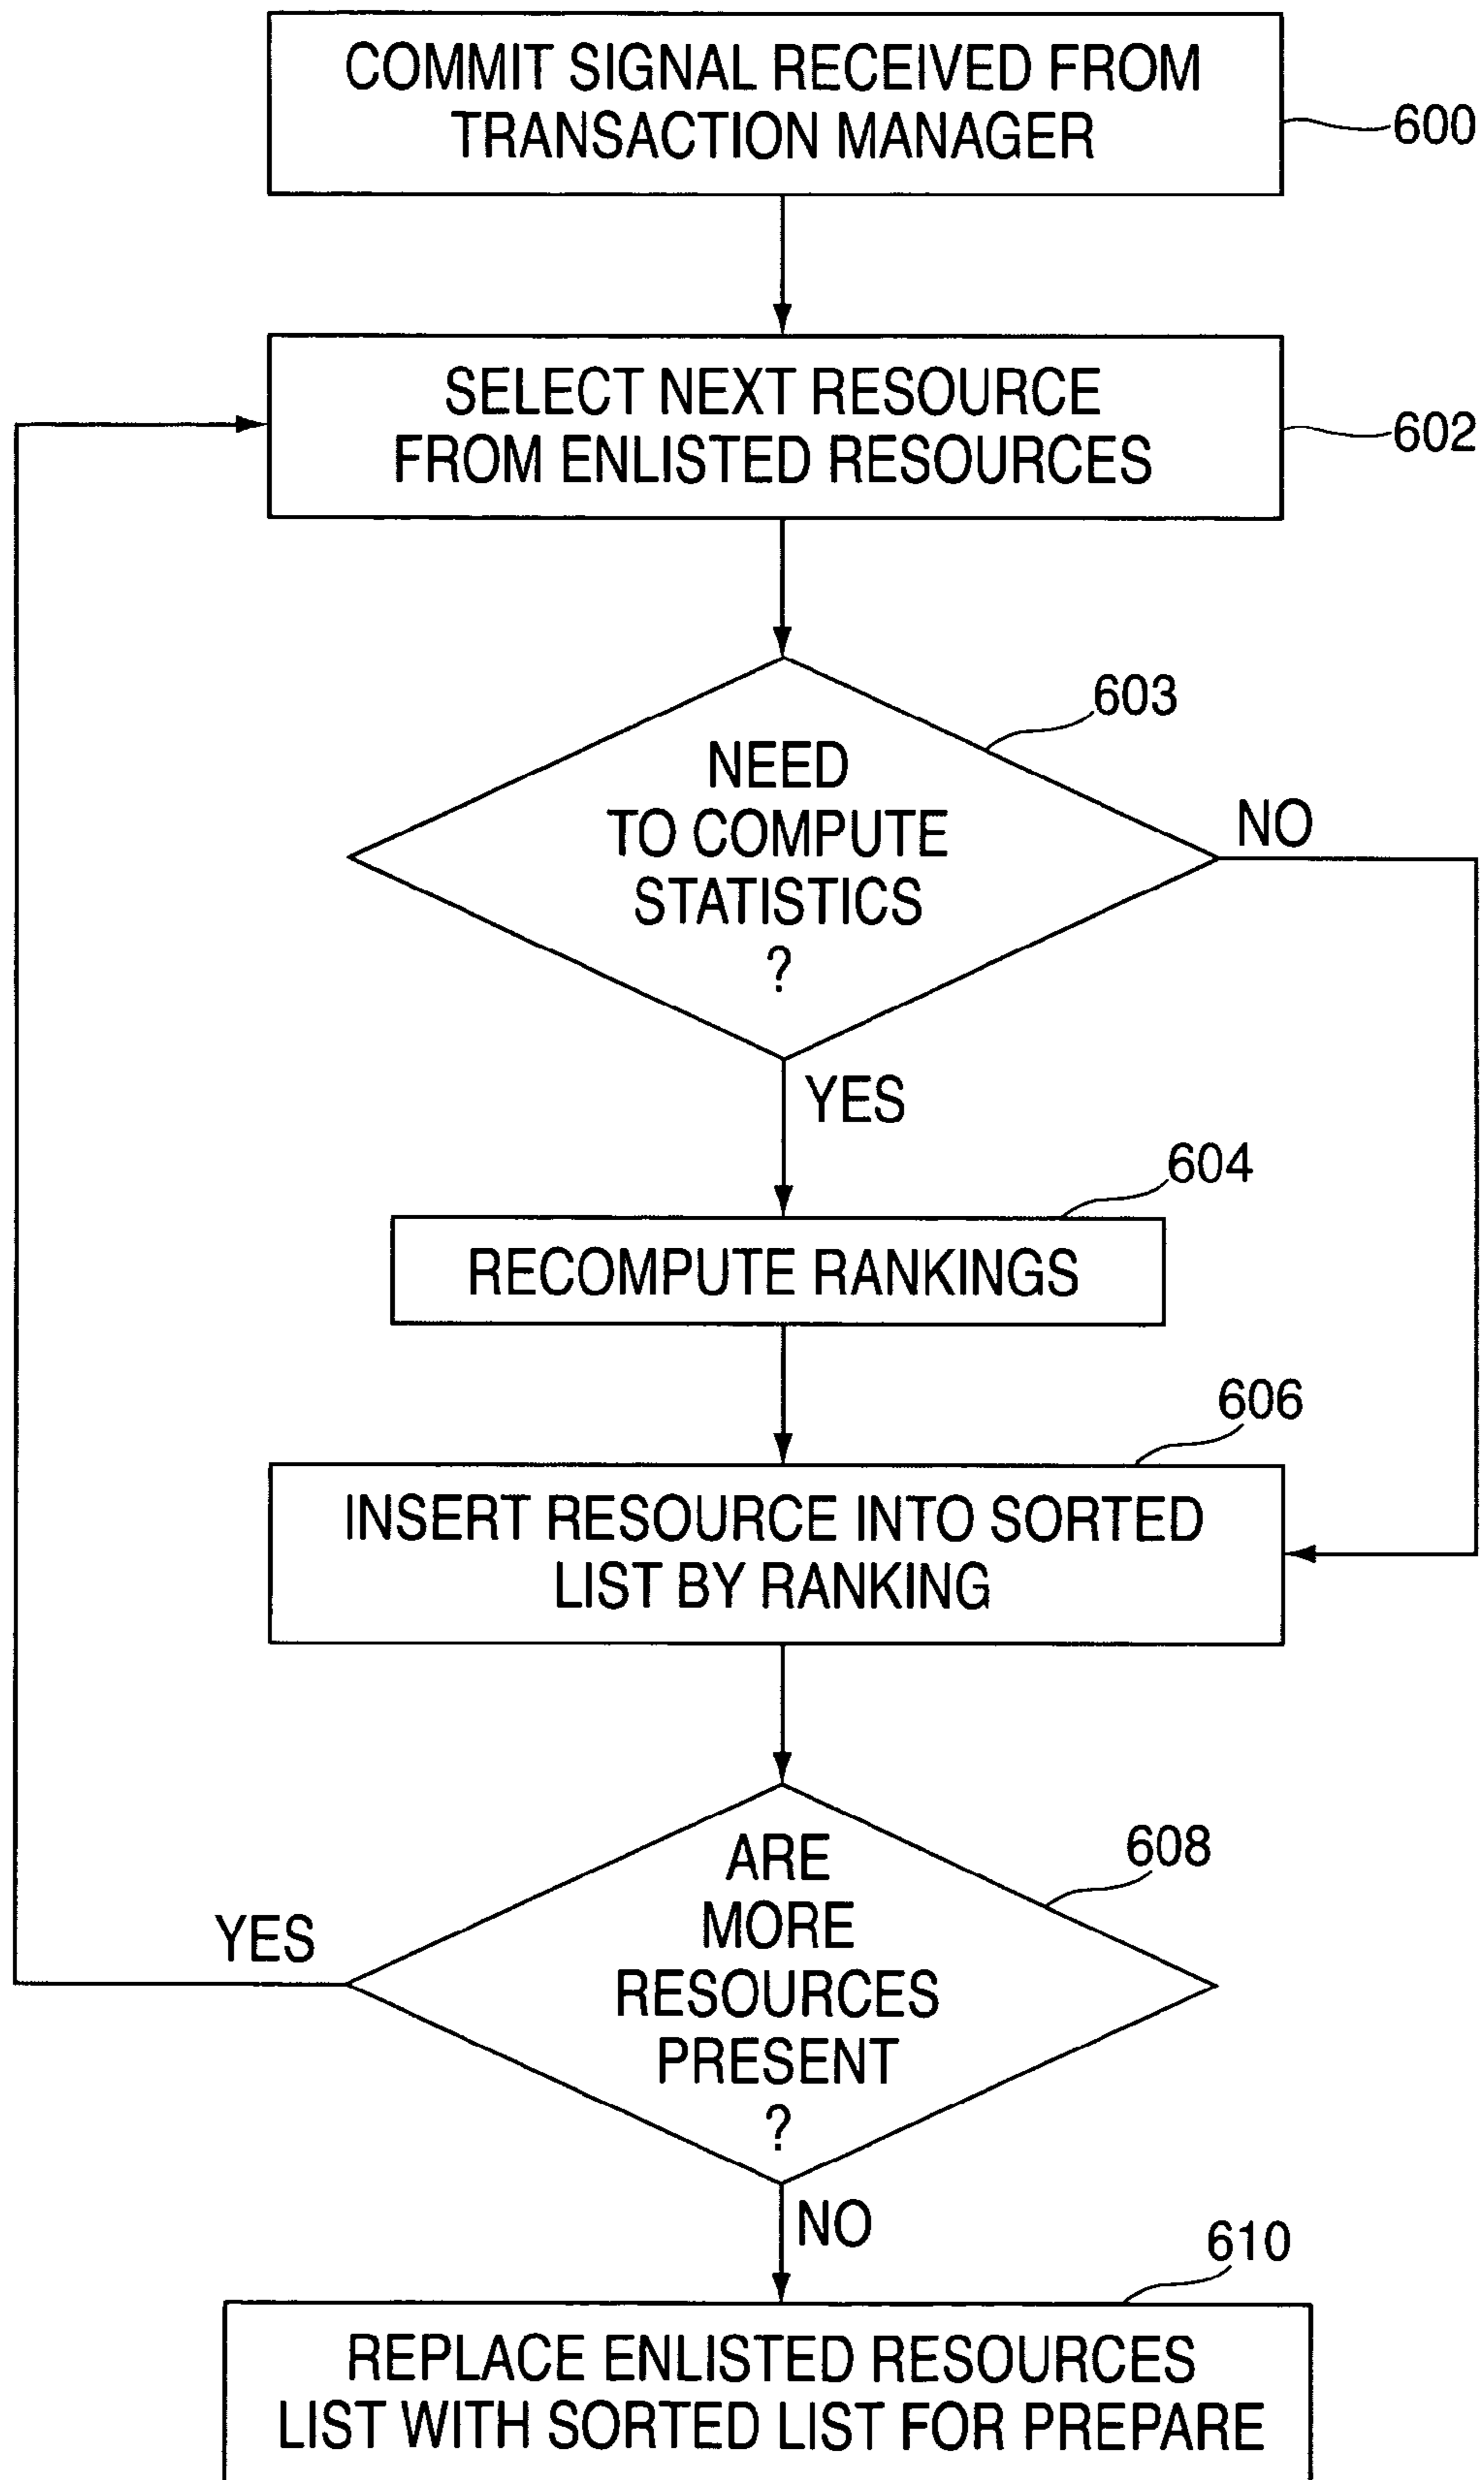 COMMIT SIGNAL RECEIVED FROM
TRANSACTION MANAGER
600
SELECT NEXT RESOURCE
FROM ENLISTED RESOURCES
602
603
NEED
TO COMPUTE
STATISTICS
?
NO
YES
604
RECOMPUTE RANKINGS
606
INSERT RESOURCE INTO SORTED
LIST BY RANKING
608
ARE
MORE
RESOURCES
PRESENT
?
YES
NO
610
REPLACE ENLISTED RESOURCES
LIST WITH SORTED LIST FOR PREPARE